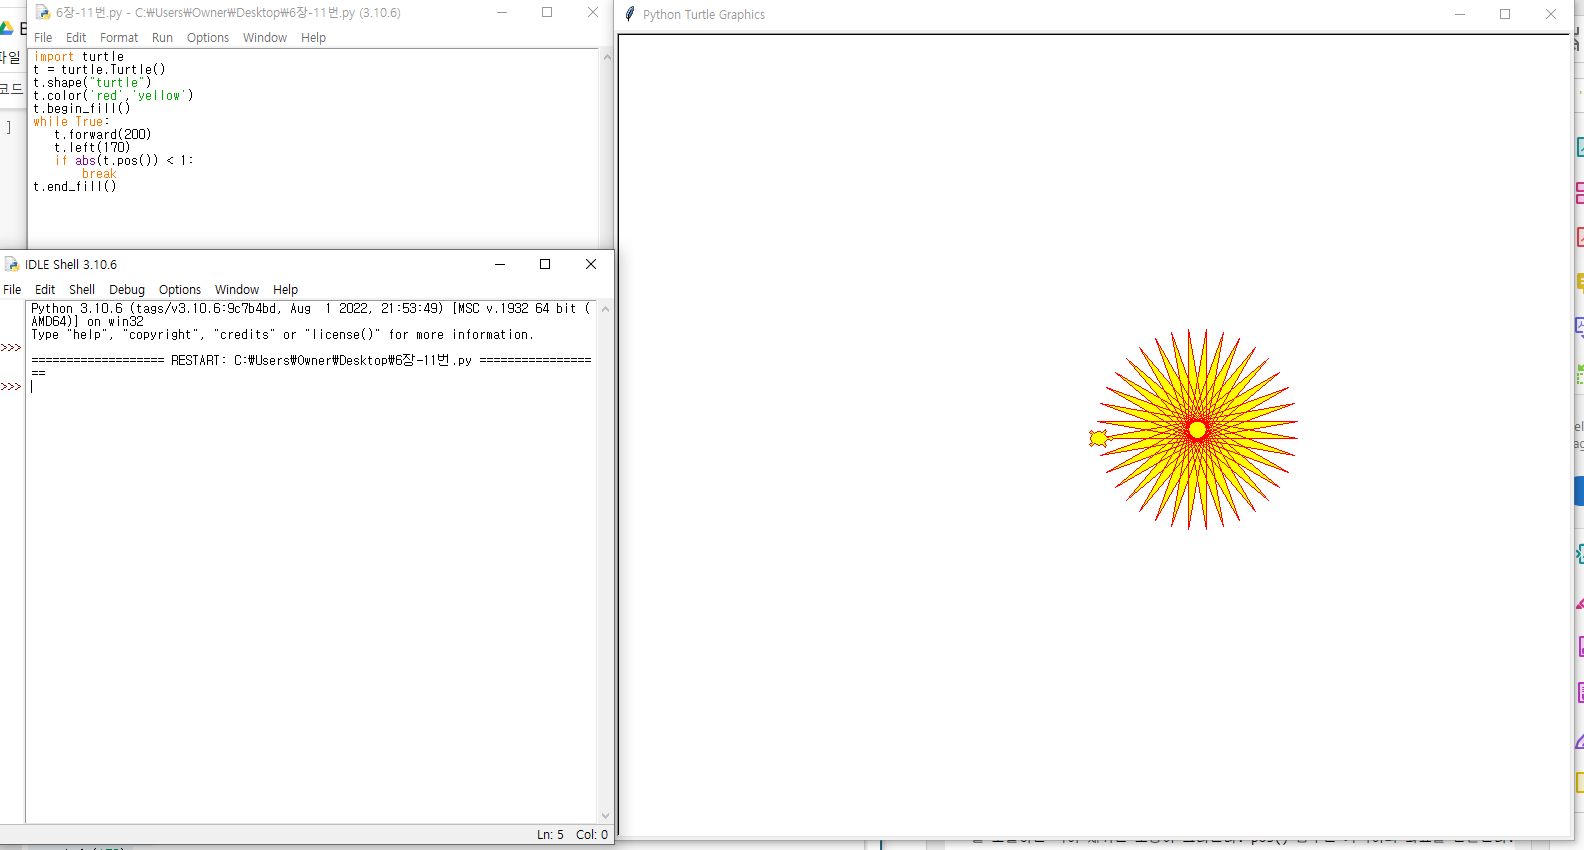 6장-11번.py - C:₩Users₩Owner₩Desktop₩6장-11번.py (3.10.6)
File Edit Format Run Options Window Help
import turtle
t = turtle.Turtle()
t.shape("turtle")
t.color('red','yellow')
t.begin_fill()
while True:
    t.forward(200)
    t.left(170)
    if abs(t.pos()) < 1:
        break
t.end_fill()
파일
코드
]
IDLE Shell 3.10.6
File Edit Shell Debug Options Window Help
Python 3.10.6 (tags/v3.10.6:9c7b4bd, Aug  1 2022, 21:53:49) [MSC v.1932 64 bit (
AMD64)] on win32
Type "help", "copyright", "credits" or "license()" for more information.
>>>
=================== RESTART: C:₩Users₩Owner₩Desktop₩6장-11번.py ================
==
>>>
Ln: 5 Col: 0
Python Turtle Graphics